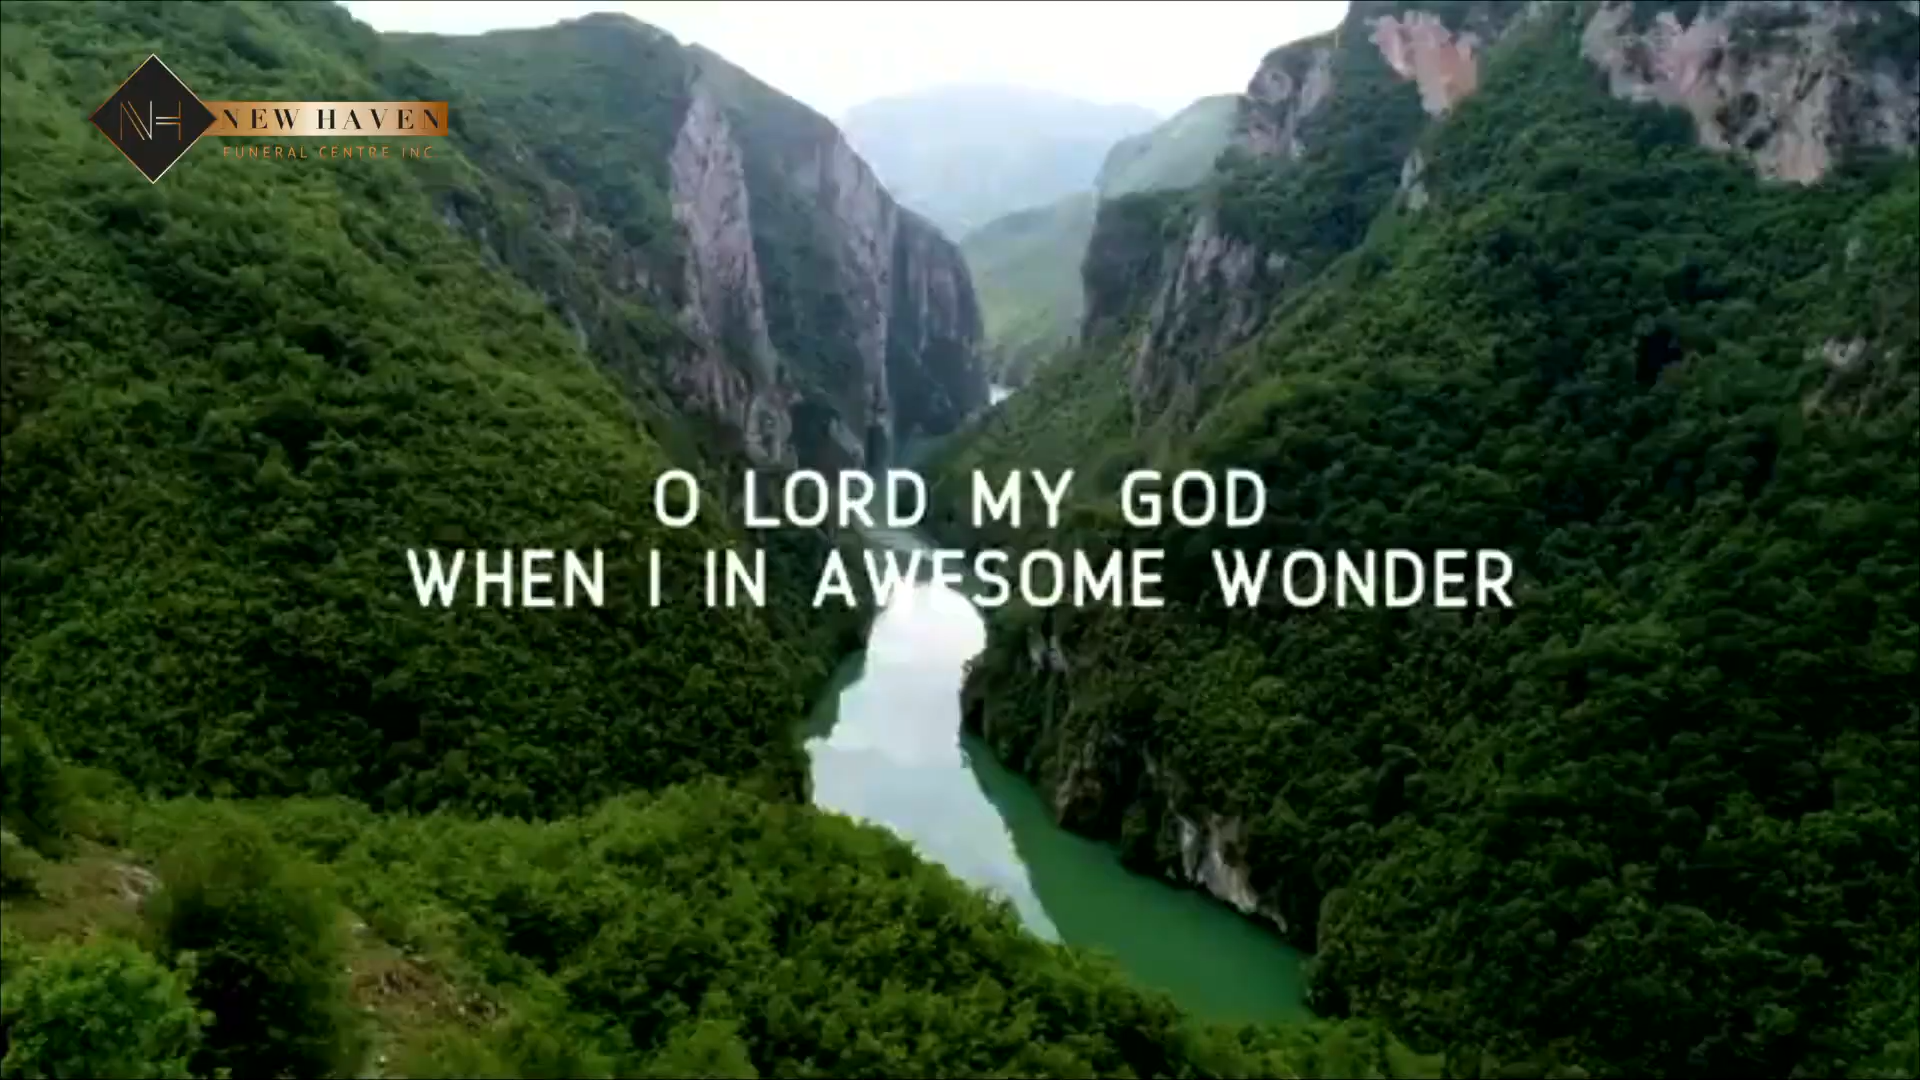 NH
NEW HAVEN
FUNERAL CENTRE INC
O LORD MY GOD
WHEN I IN AWESOME WONDER